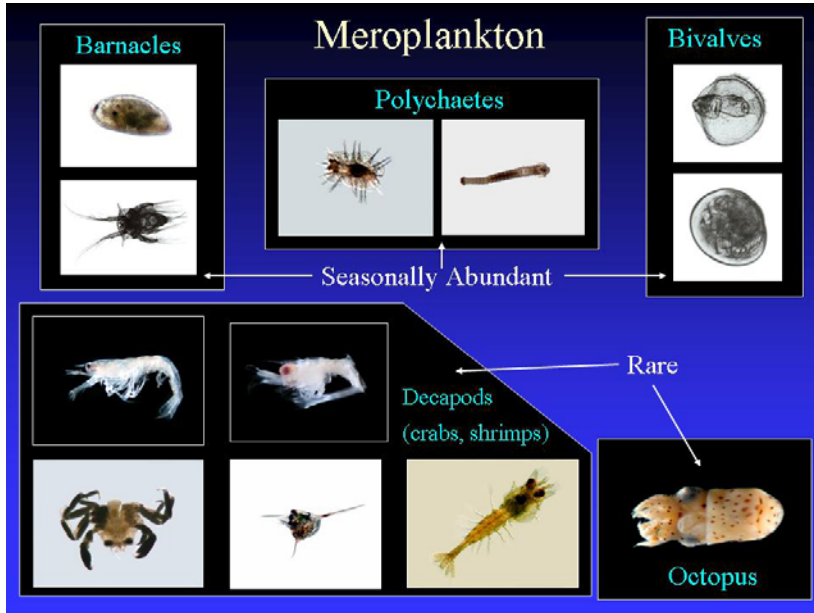 Meroplankton
Barnacles
Polychaetes
Bivalves
Seasonally Abundant
Rare
Decapods
(crabs, shrimps)
Octopus